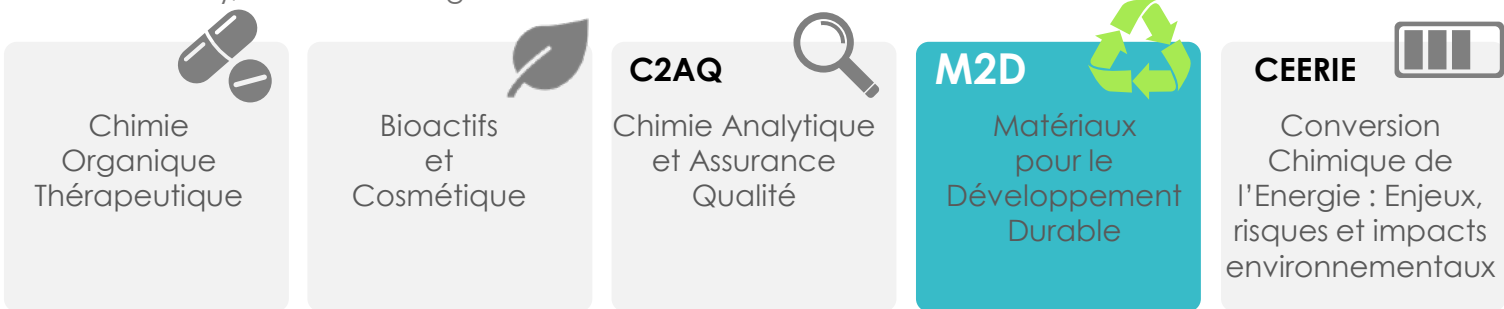 Chimie
Organique
Thérapeutique
Bioactifs
et
Cosmétique
C2AQ
Chimie Analytique
et Assurance
Qualité
M2D
Matériaux
pour le
Développement
Durable
CEERIE
Conversion
Chimique de
l'Energie : Enjeux,
risques et impacts
environnementaux